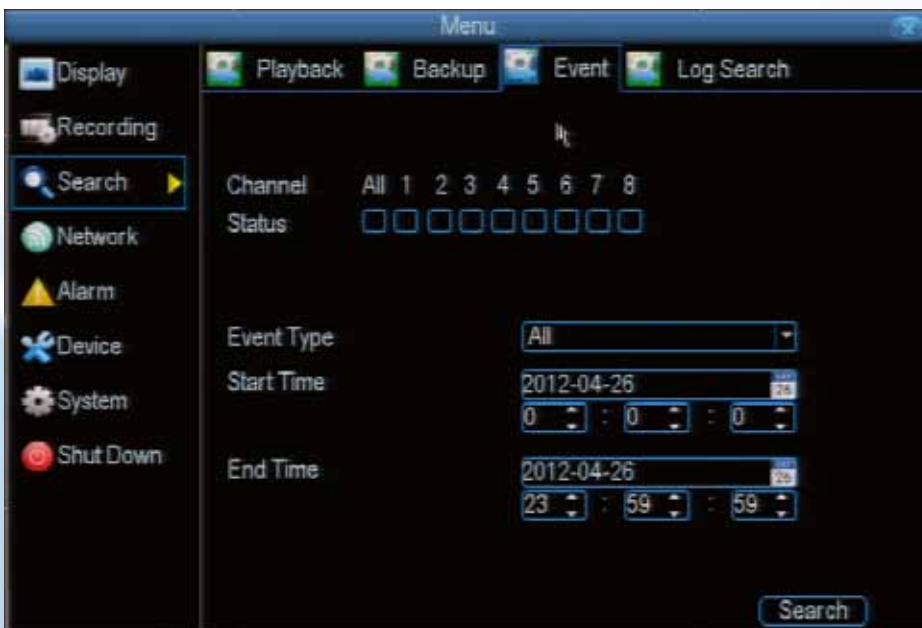 Menu
Display
Recording
Search
Network
Alarm
Device
System
Shut Down
Playback Backup Event Log Search
Channel All 1 2 3 4 5 6 7 8
Status
Event Type All
Start Time 2012-04-26
26
0 : 0 : 0
End Time 2012-04-26
26
23 : 59 : 59
Search